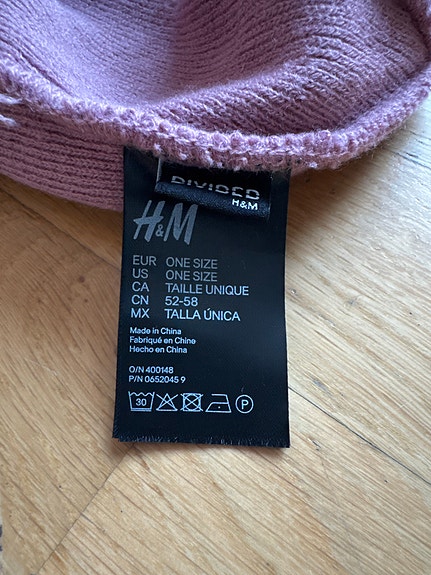 DIVIDED
H&M
H&M
EUR ONE SIZE
US ONE SIZE
CA TAILLE UNIQUE
CN 52-58
MX TALLA ÚNICA
Made in China
Fabriqué en Chine
Hecho en China
O/N 400148
P/N 0652045 9
30 P